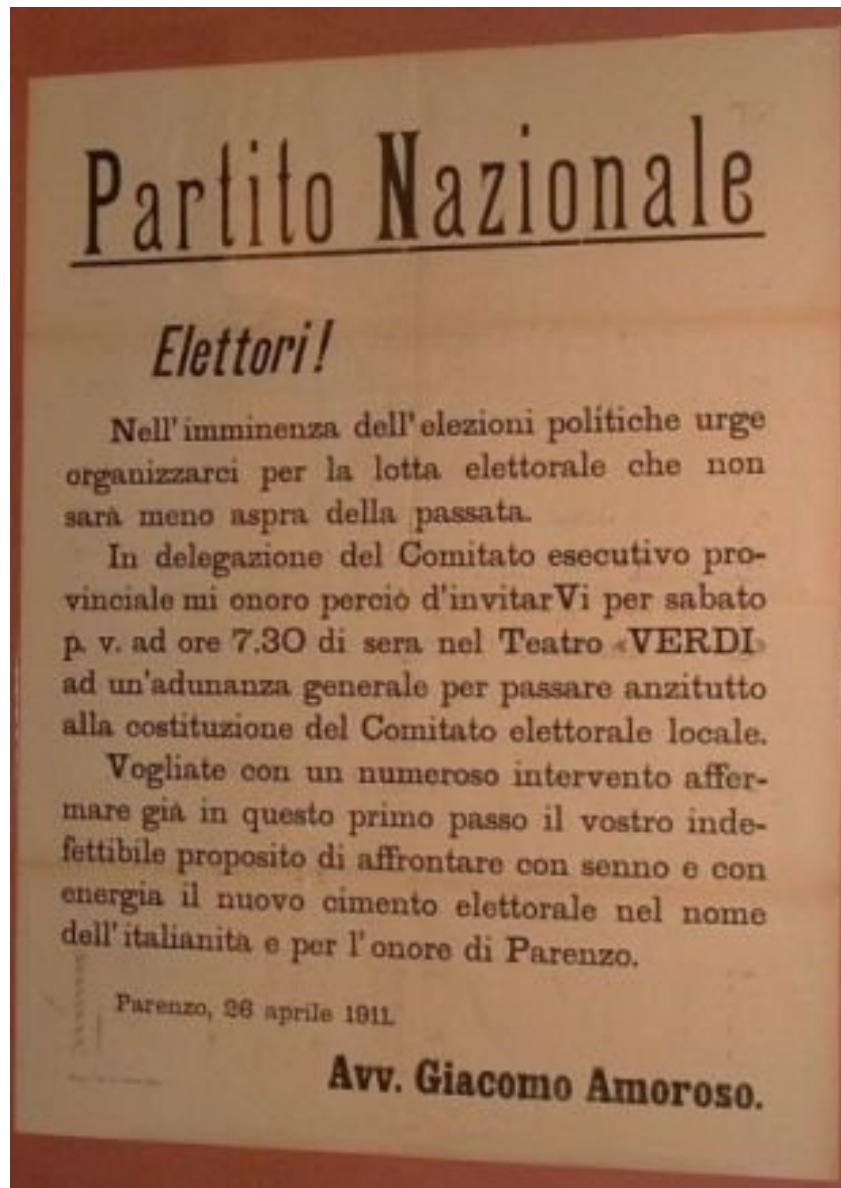 Partito Nazionale
Elettori!
Nell'imminenza dell'elezioni politiche urge
organizzarci per la lotta elettorale che non
sarà meno aspra della passata.
In delegazione del Comitato esecutivo pro-
vinciale mi onoro perciò d'invitarVi per sabato
p. v. ad ore 7.30 di sera nel Teatro «VERDI»
ad un'adunanza generale per passare anzitutto
alla costituzione del Comitato elettorale locale.
Vogliate con un numeroso intervento affer-
mare già in questo primo passo il vostro inde-
fettibile proposito di affrontare con senno e con
energia il nuovo cimento elettorale nel nome
dell'italianità e per l'onore di Parenzo.
Parenzo, 26 aprile 1911.
Avv. Giacomo Amoroso.